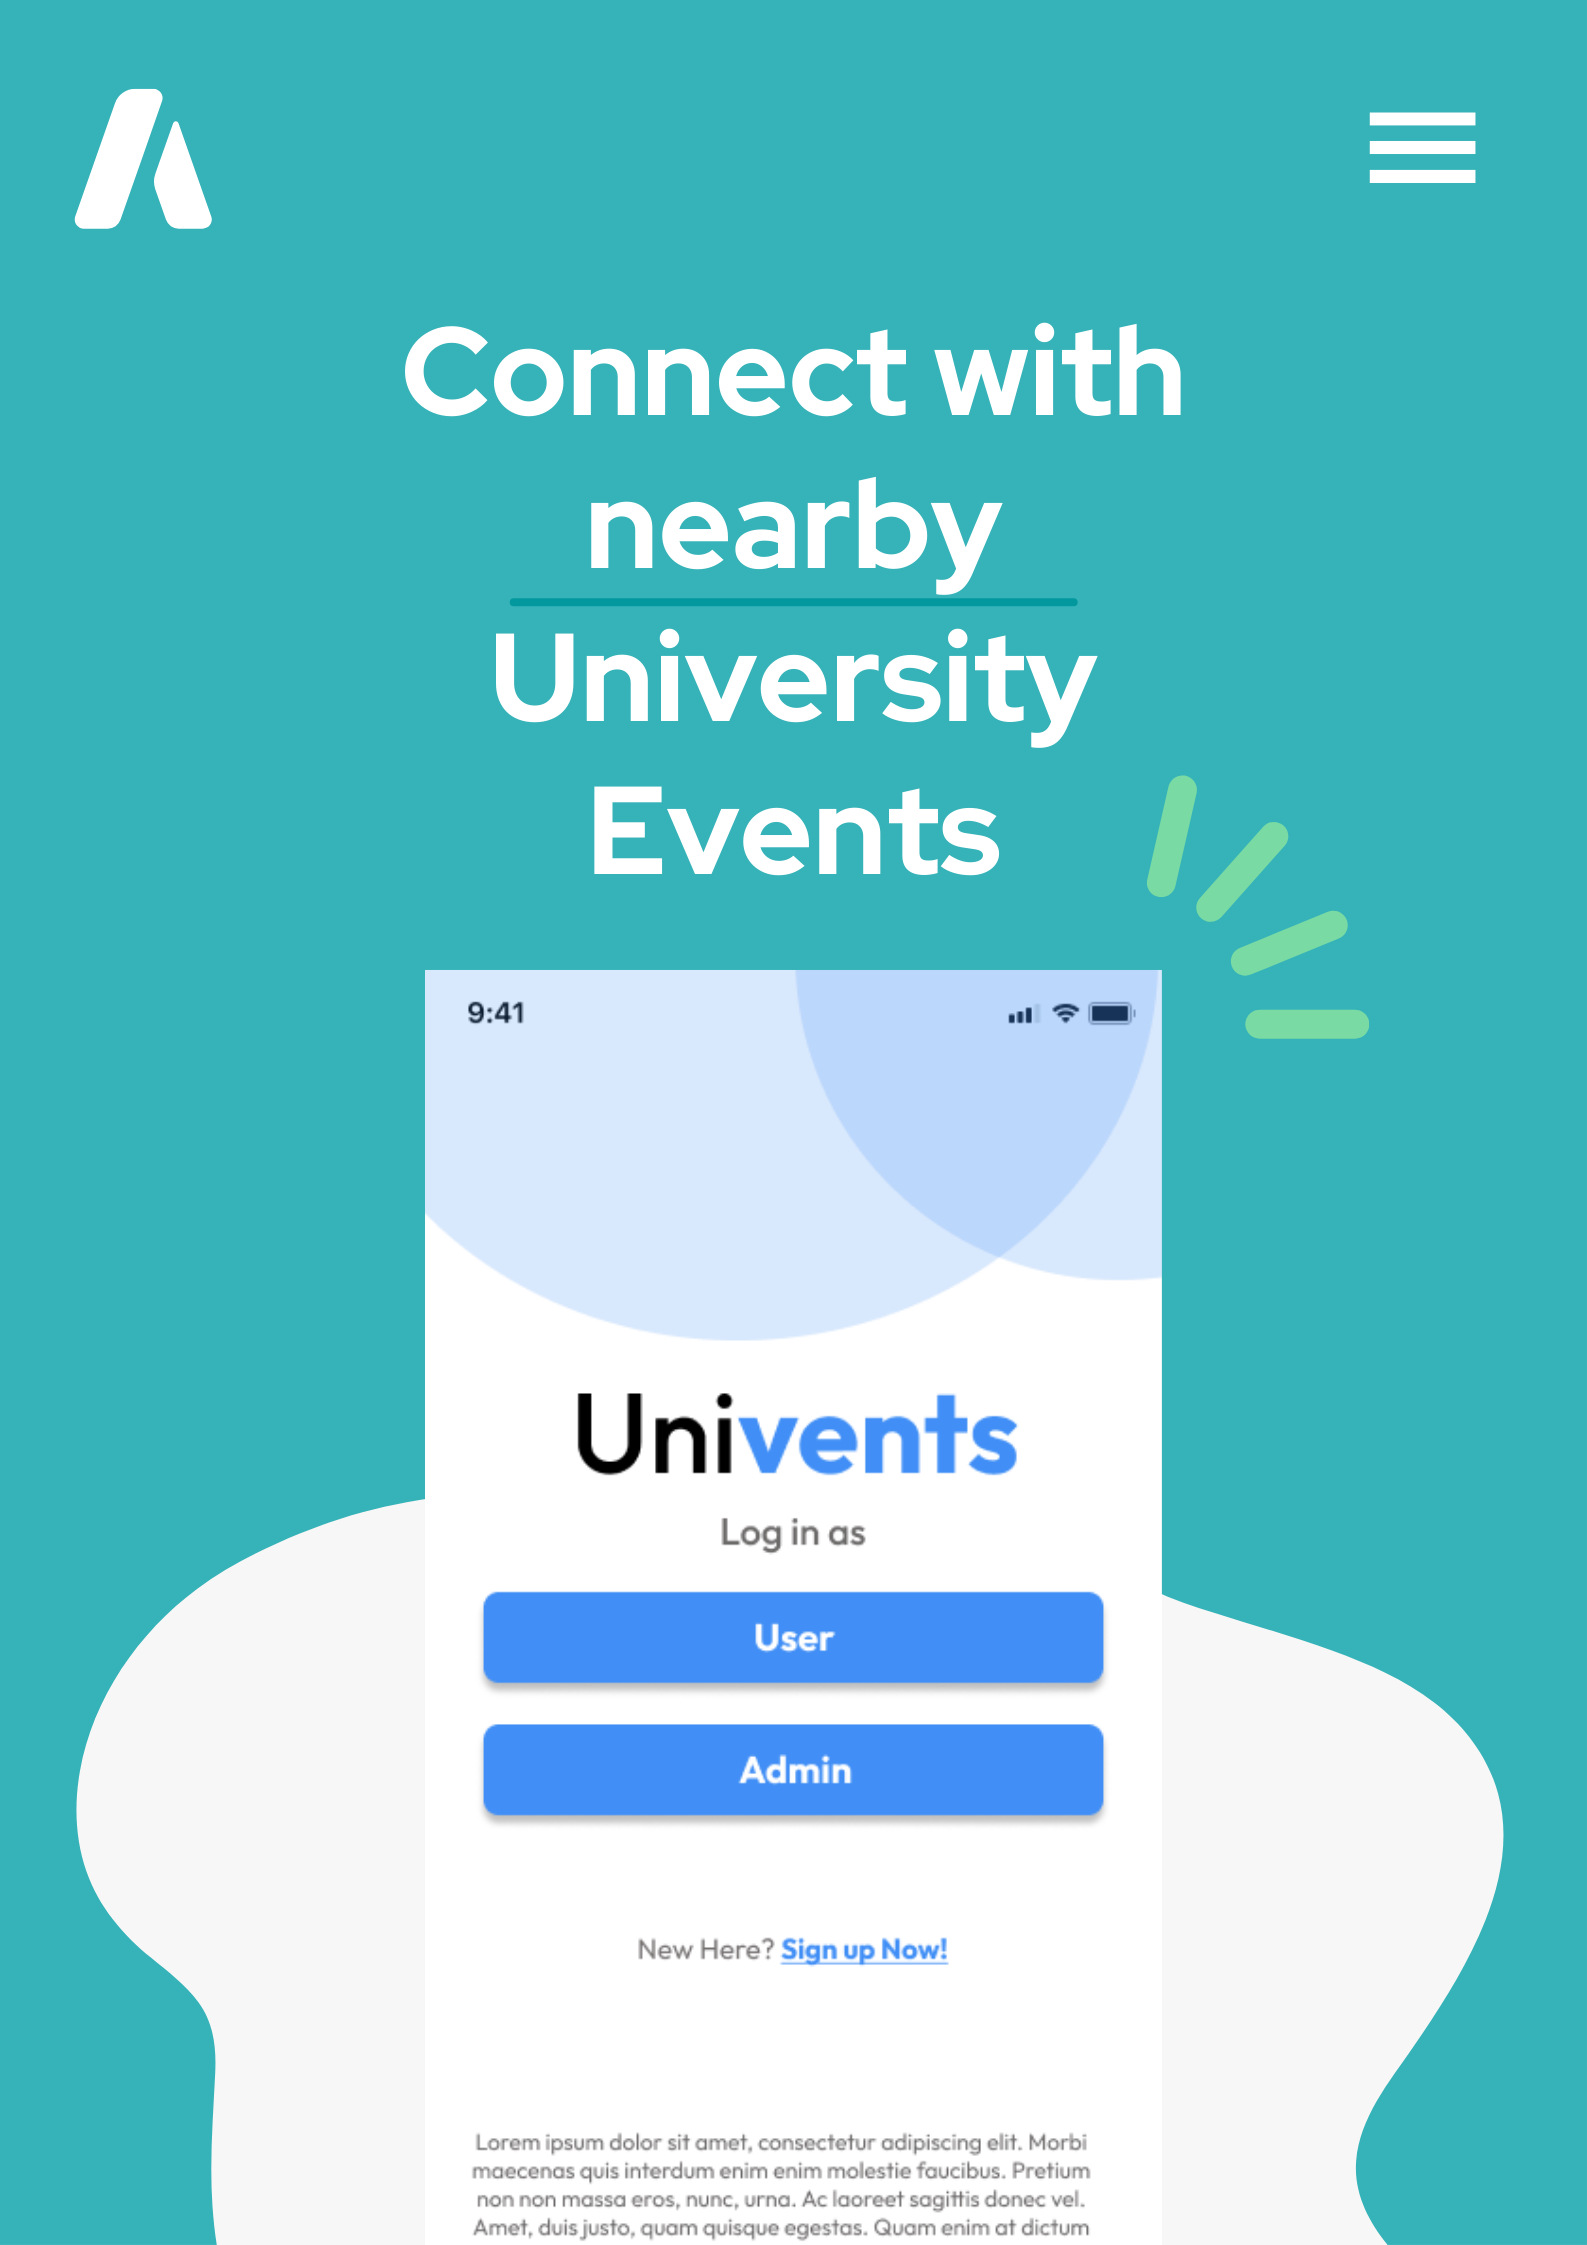 Connect with
nearby
University
Events
9:41
Univents
Log in as
User
Admin
New Here? Sign up Now!
Lorem ipsum dolor sit amet, consectetur adipiscing elit. Morbi
maecenas quis interdum enim enim molestie faucibus. Pretium
non non massa eros, nunc, urna. Ac laoreet sagittis donec vel.
Amet, duis justo, quam quisque egestas. Quam enim at dictum